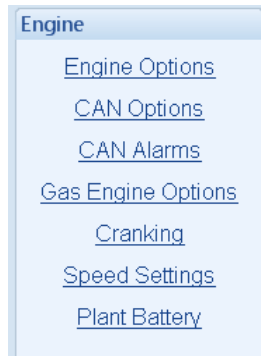 Engine
Engine Options
CAN Options
CAN Alarms
Gas Engine Options
Cranking
Speed Settings
Plant Battery